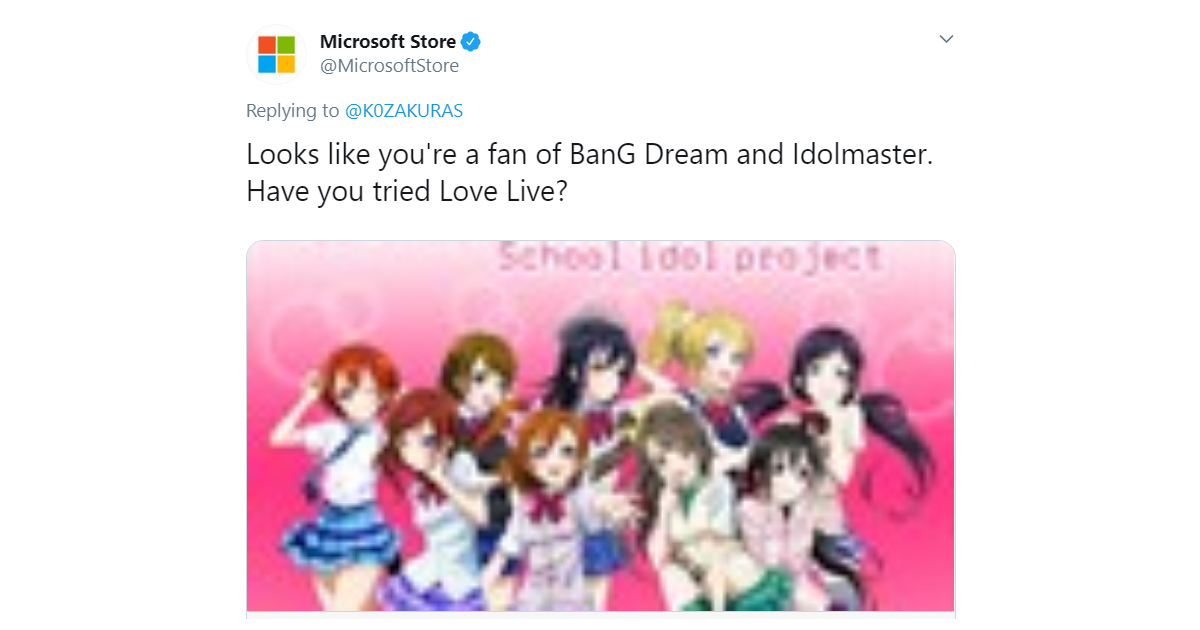 Microsoft Store
@MicrosoftStore
Replying to @K0ZAKURAS
Looks like you're a fan of BanG Dream and Idolmaster.
Have you tried Love Live?
School idol project